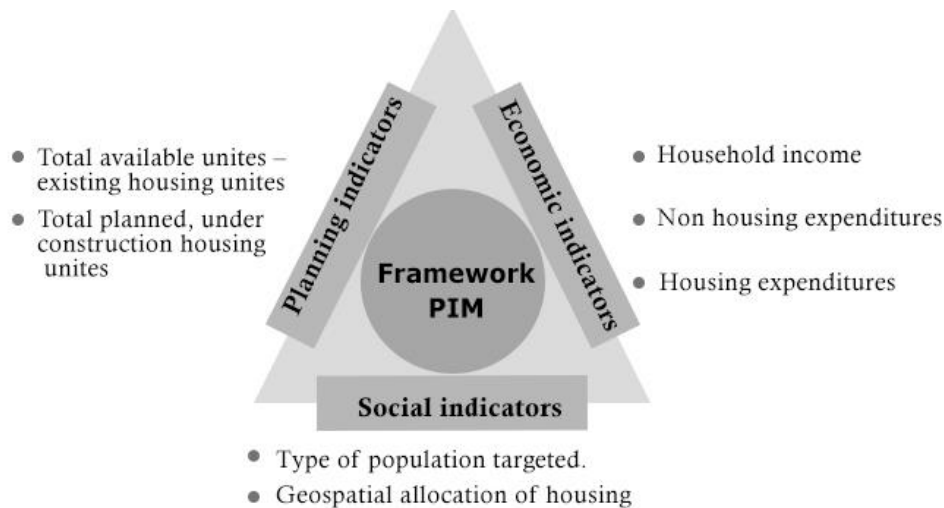 Planning indicators
Economic indicators
• Total available unites –
existing housing unites
• Total planned, under
construction housing
unites
• Household income
• Non housing expenditures
• Housing expenditures
Framework
PIM
Social indicators
• Type of population targeted.
• Geospatial allocation of housing